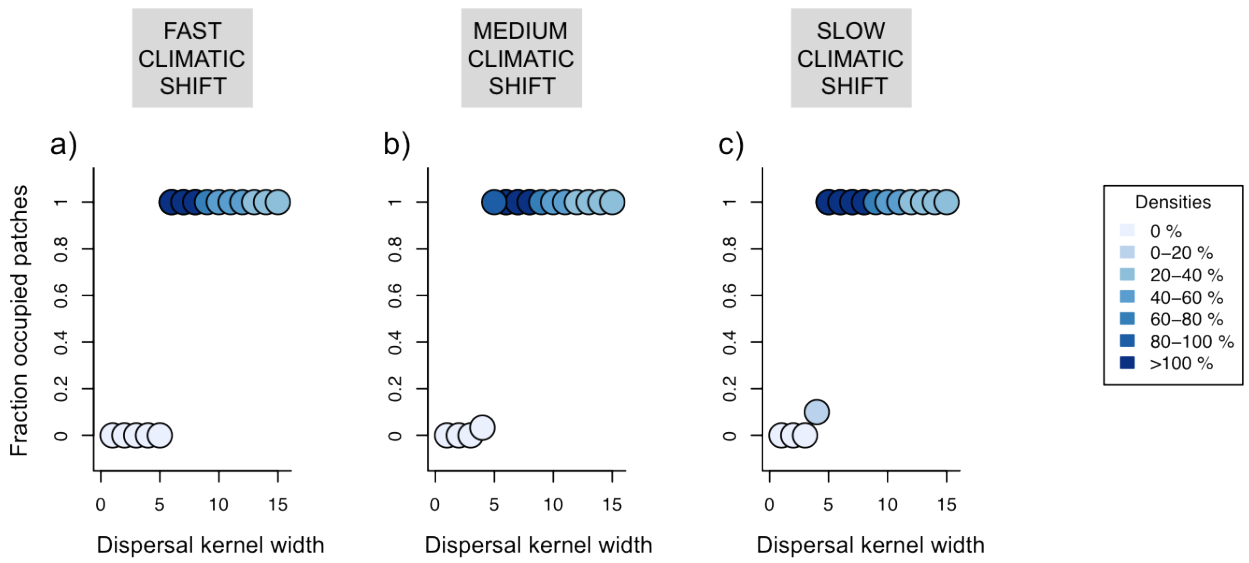 FAST
CLIMATIC
SHIFT
MEDIUM
CLIMATIC
SHIFT
SLOW
CLIMATIC
SHIFT
a)
b)
c)
Fraction occupied patches
1
0.8
0.6
0.4
0.2
0
0 5 10 15
Dispersal kernel width
1
0.8
0.6
0.4
0.2
0
0 5 10 15
Dispersal kernel width
1
0.8
0.6
0.4
0.2
0
0 5 10 15
Dispersal kernel width
Densities
0 %
0–20 %
20–40 %
40–60 %
60–80 %
80–100 %
>100 %